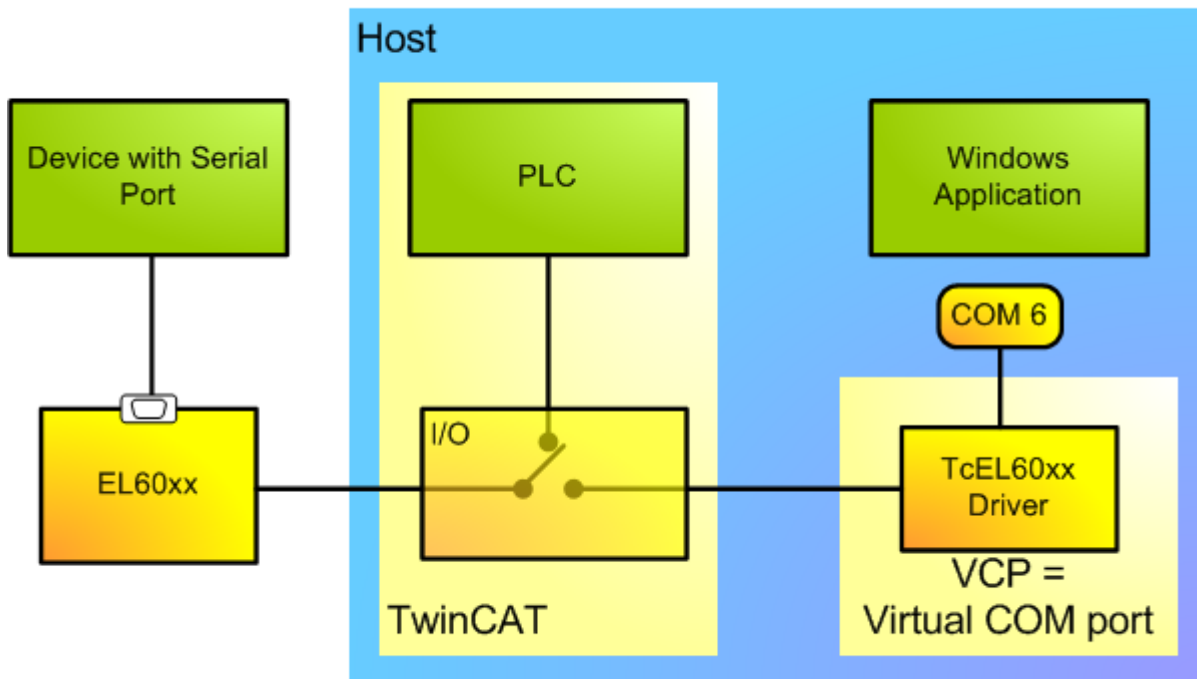 Host
Device with Serial
Port
PLC
Windows
Application
COM 6
EL60xx
I/O
TcEL60xx
Driver
TwinCAT
VCP =
Virtual COM port